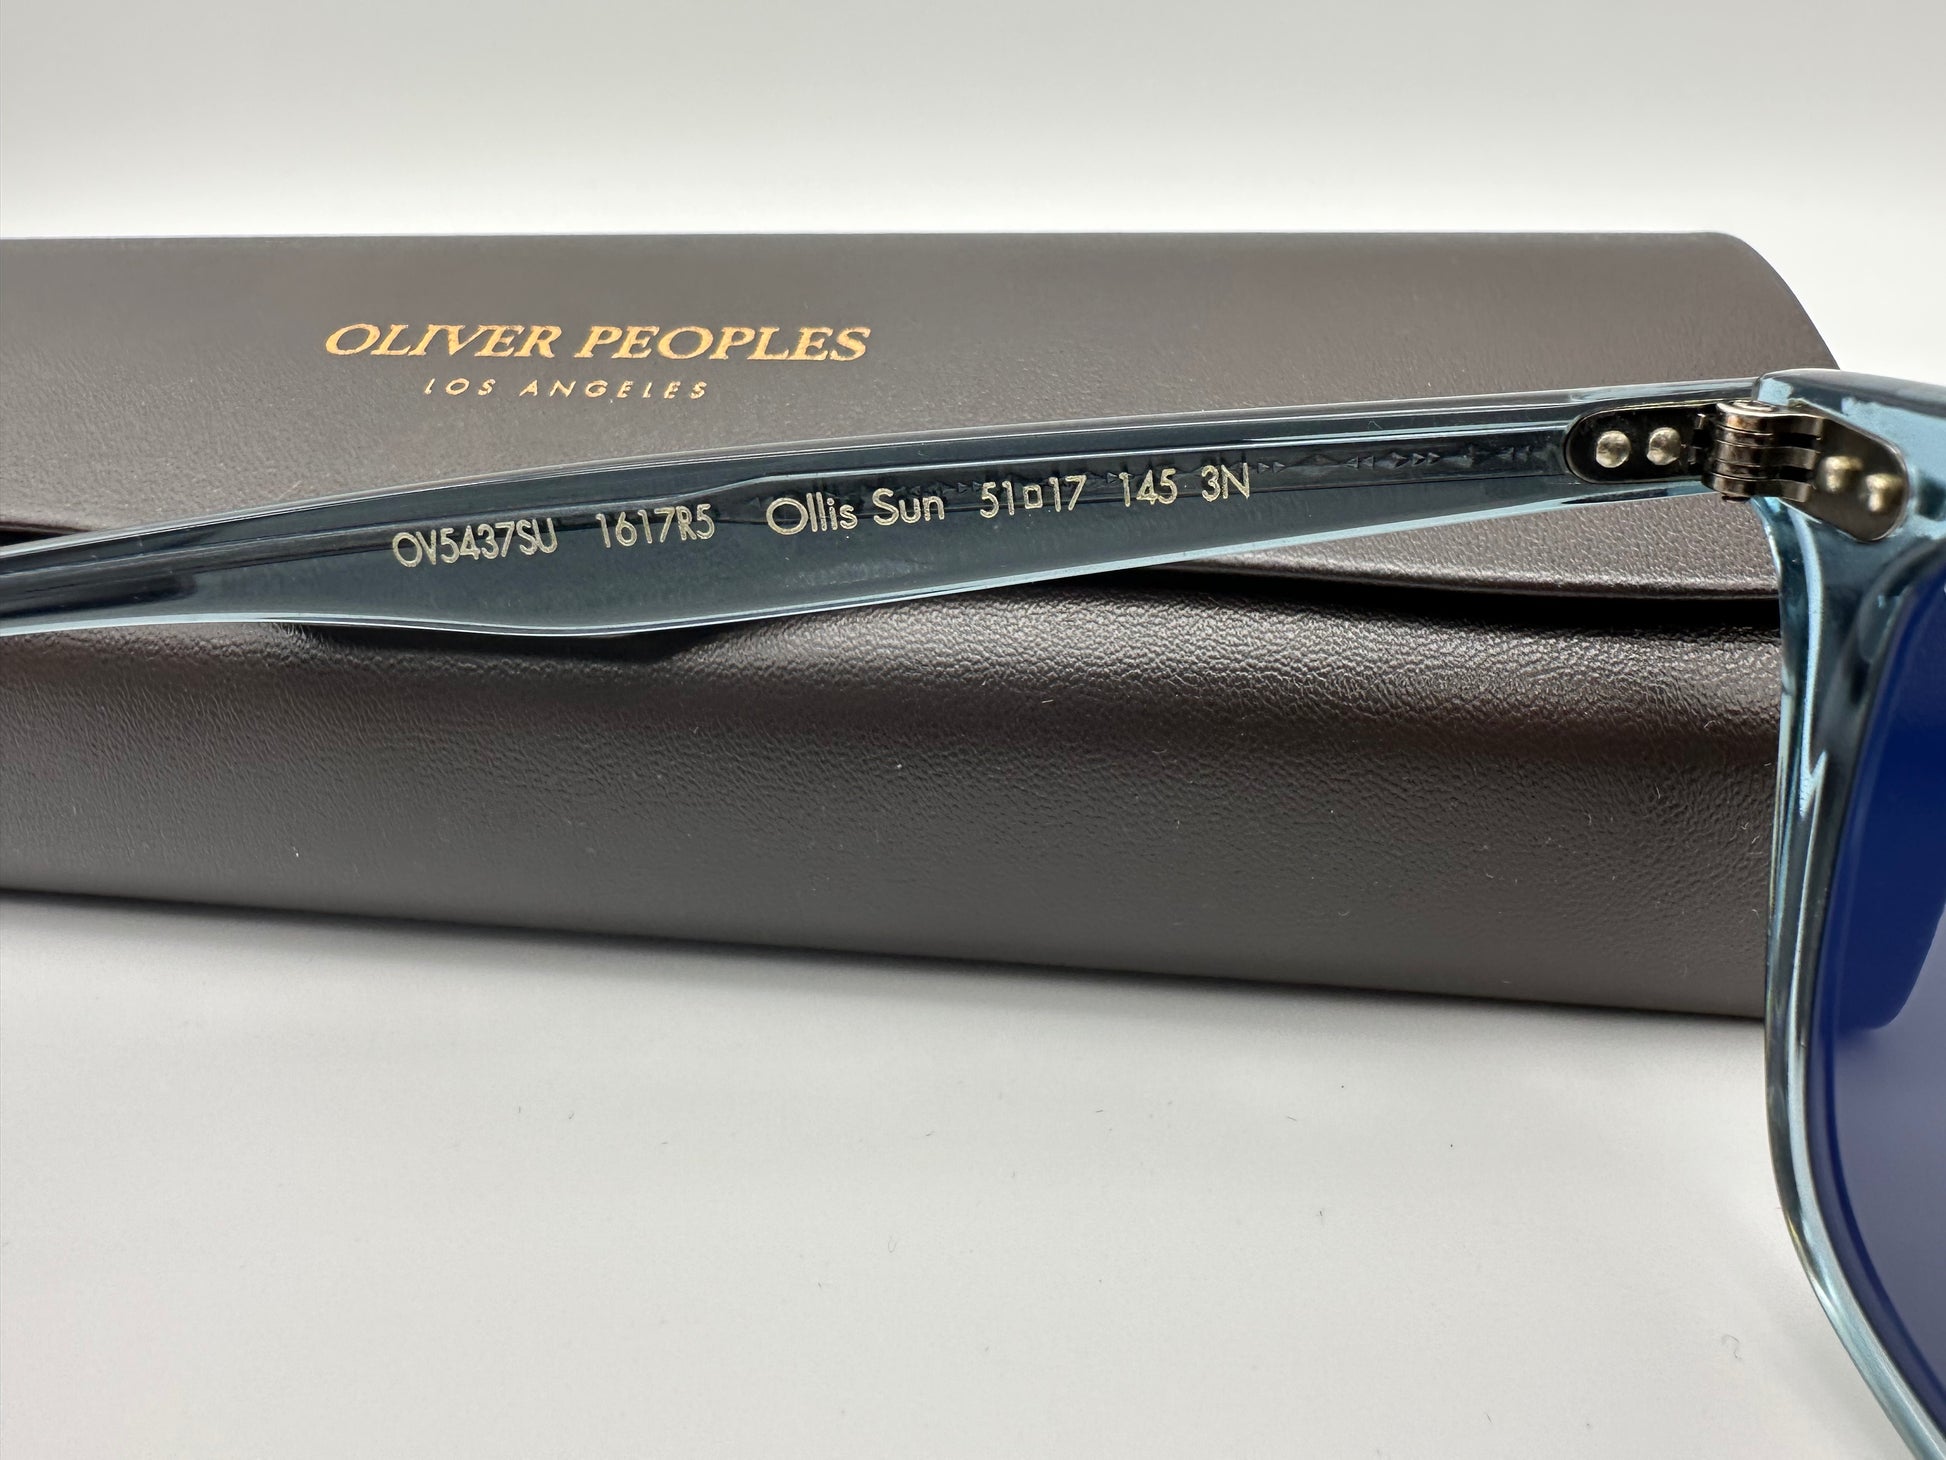 OLIVER PEOPLES
LOS ANGELES
OV5437SU 1617R5 Ollis Sun 51□17 145 3N